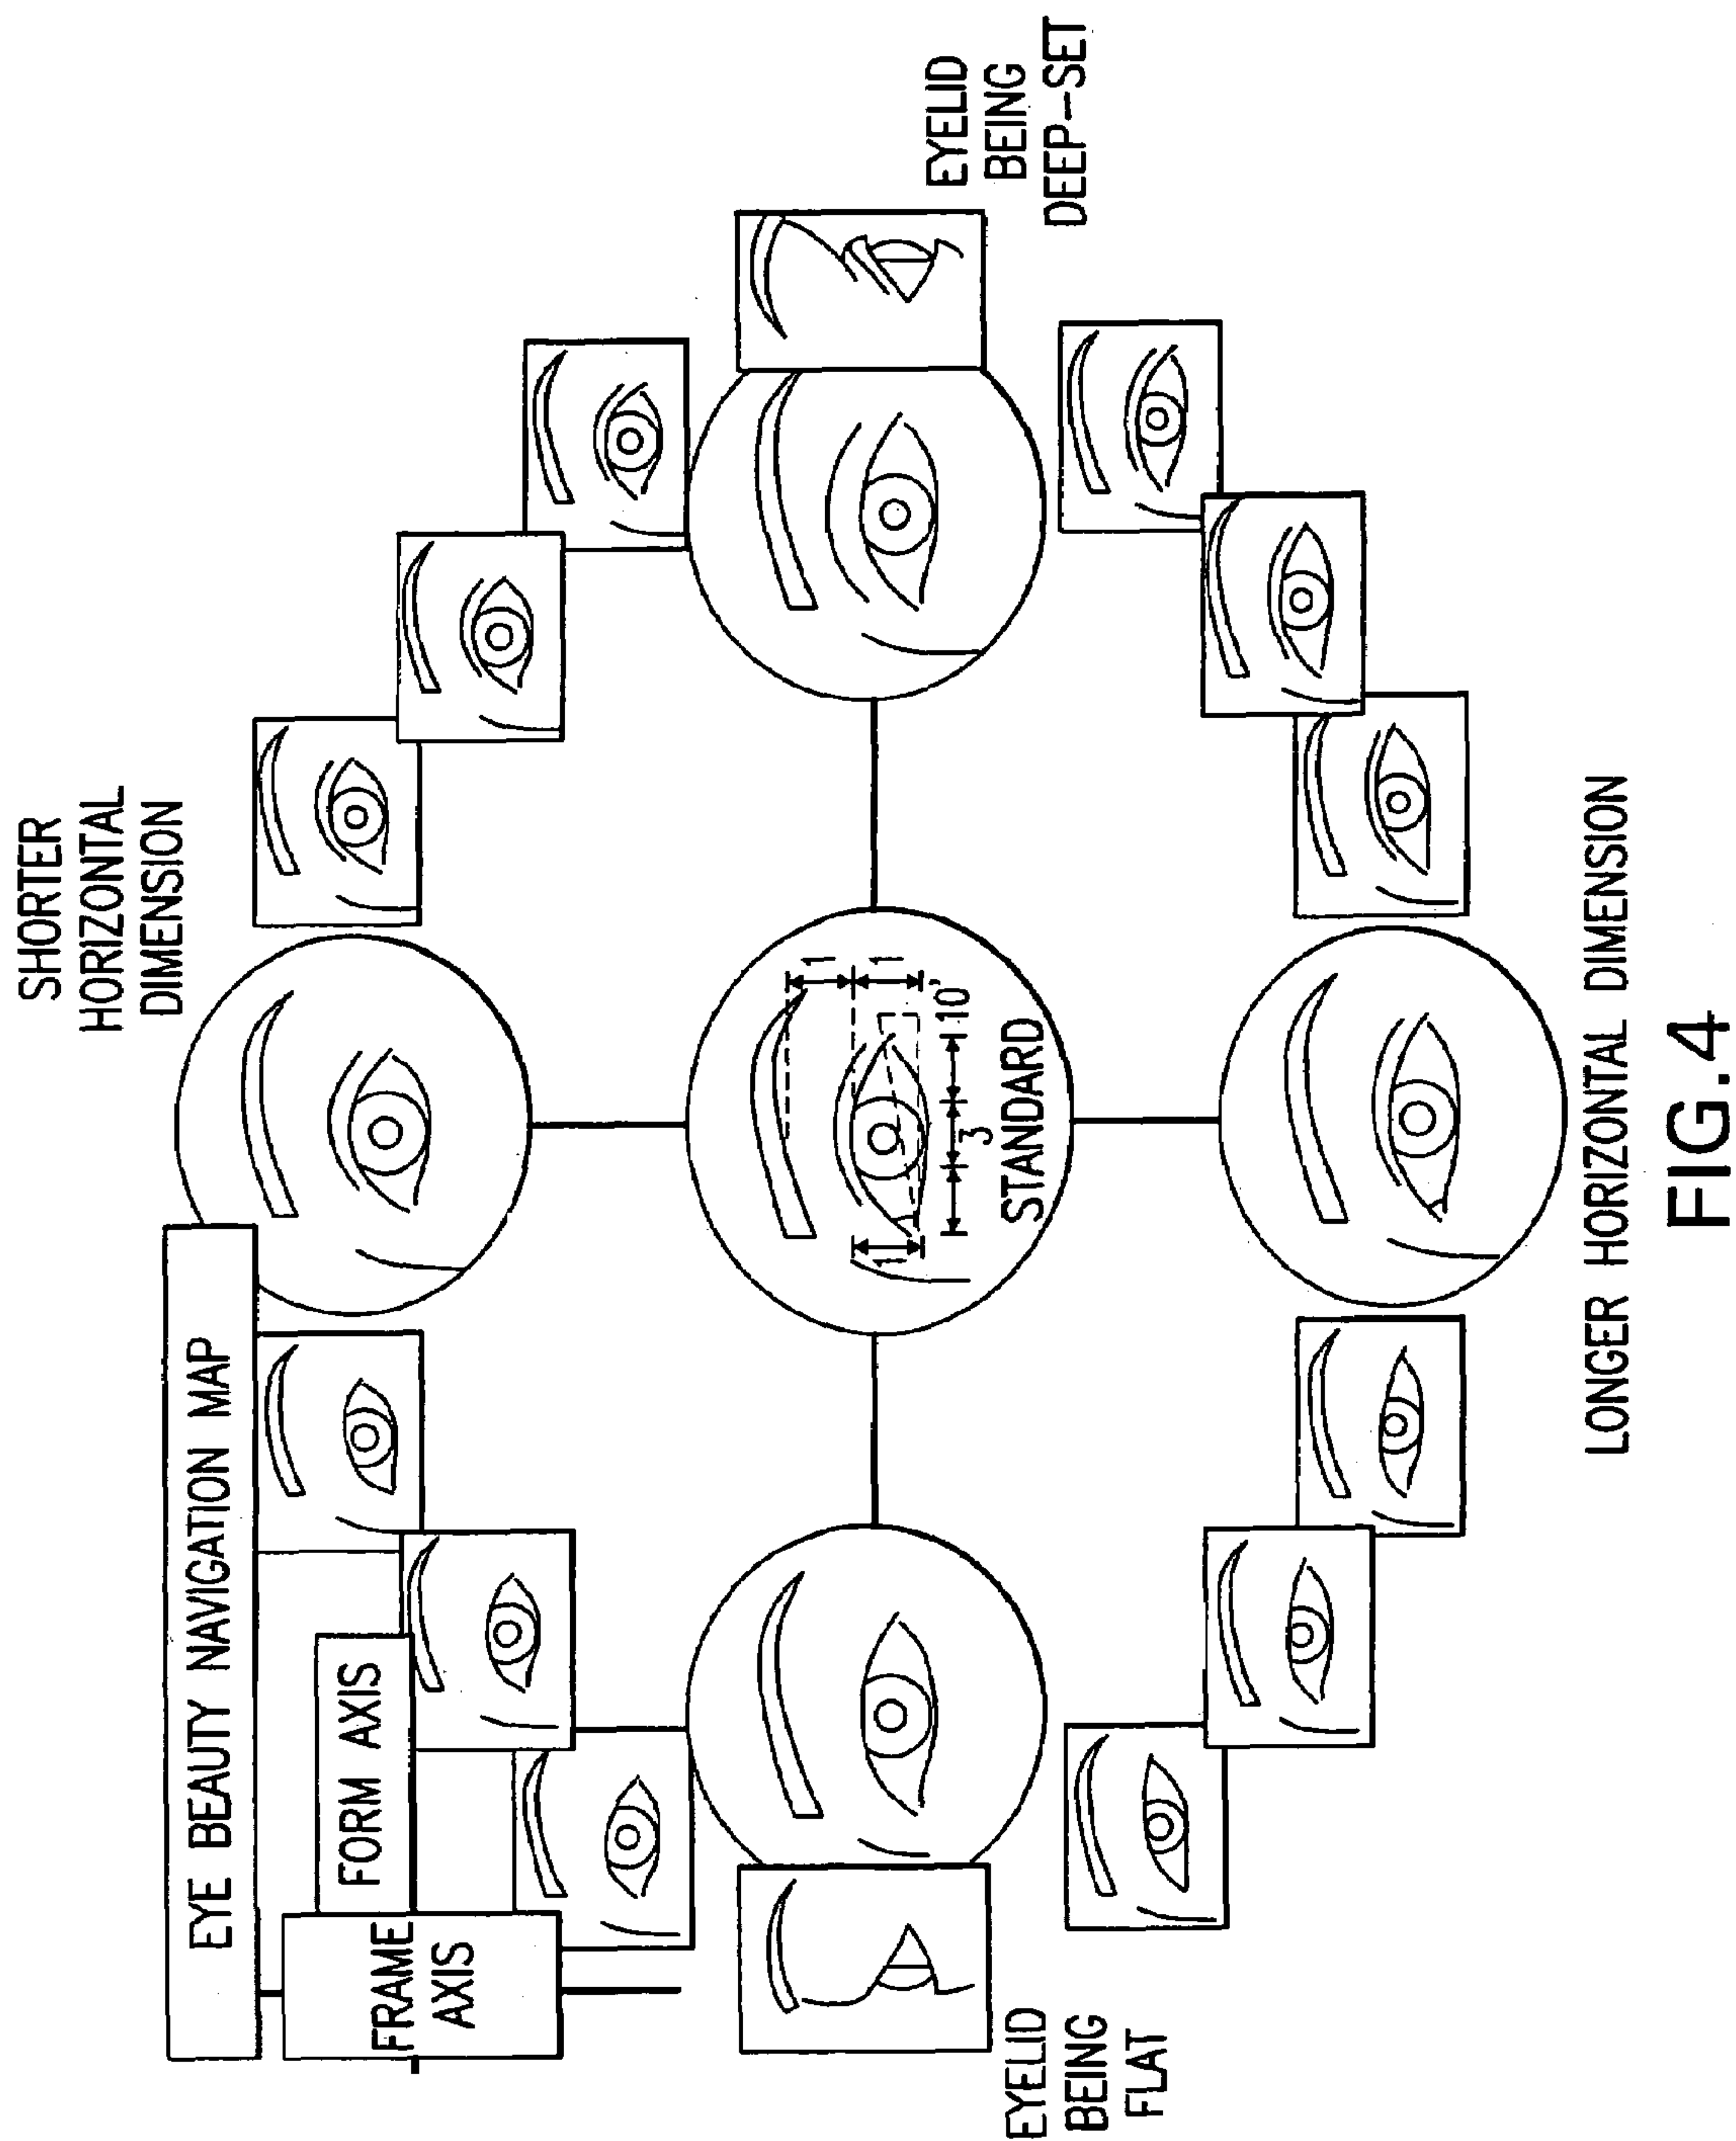 SHORTER
HORIZONTAL
DIMENSION
EYE BEAUTY NAVIGATION MAP
FORM AXIS
FRAME
AXIS
1
1
1
3
10'
STANDARD
EYELID
BEING
DEEP-SET
EYELID
BEING
FLAT
LONGER HORIZONTAL DIMENSION
FIG.4